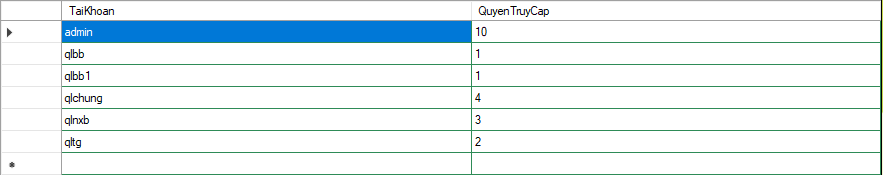 TaiKhoan QuyenTruyCap
admin 10
qlbb 1
qlbb1 1
qlchung 4
qlnxb 3
qltg 2